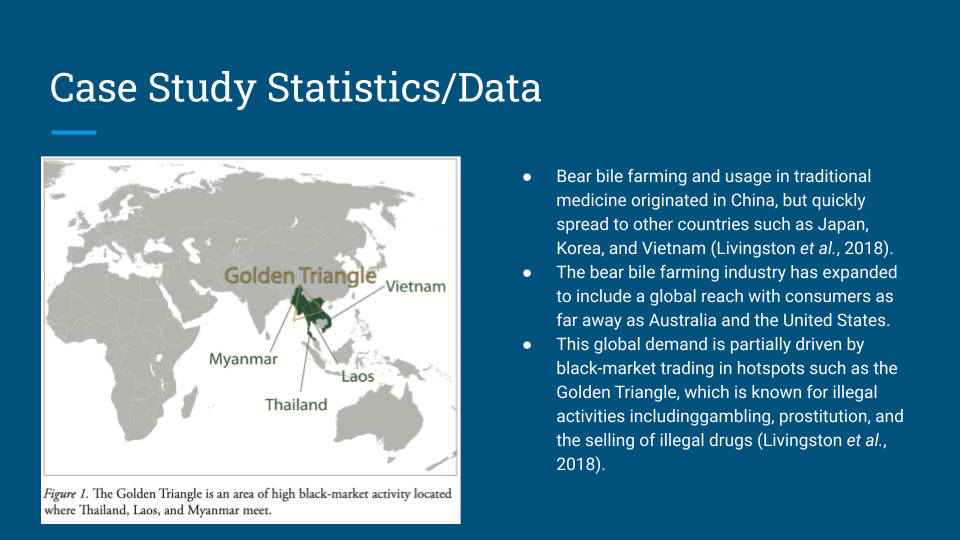 Case Study Statistics/Data
Golden Triangle
Vietnam
Myanmar
Laos
Thailand
Figure 1. The Golden Triangle is an area of high black-market activity located
where Thailand, Laos, and Myanmar meet.
● Bear bile farming and usage in traditional
medicine originated in China, but quickly
spread to other countries such as Japan,
Korea, and Vietnam (Livingston et al., 2018).
● The bear bile farming industry has expanded
to include a global reach with consumers as
far away as Australia and the United States.
● This global demand is partially driven by
black-market trading in hotspots such as the
Golden Triangle, which is known for illegal
activities includinggambling, prostitution, and
the selling of illegal drugs (Livingston et al.,
2018).